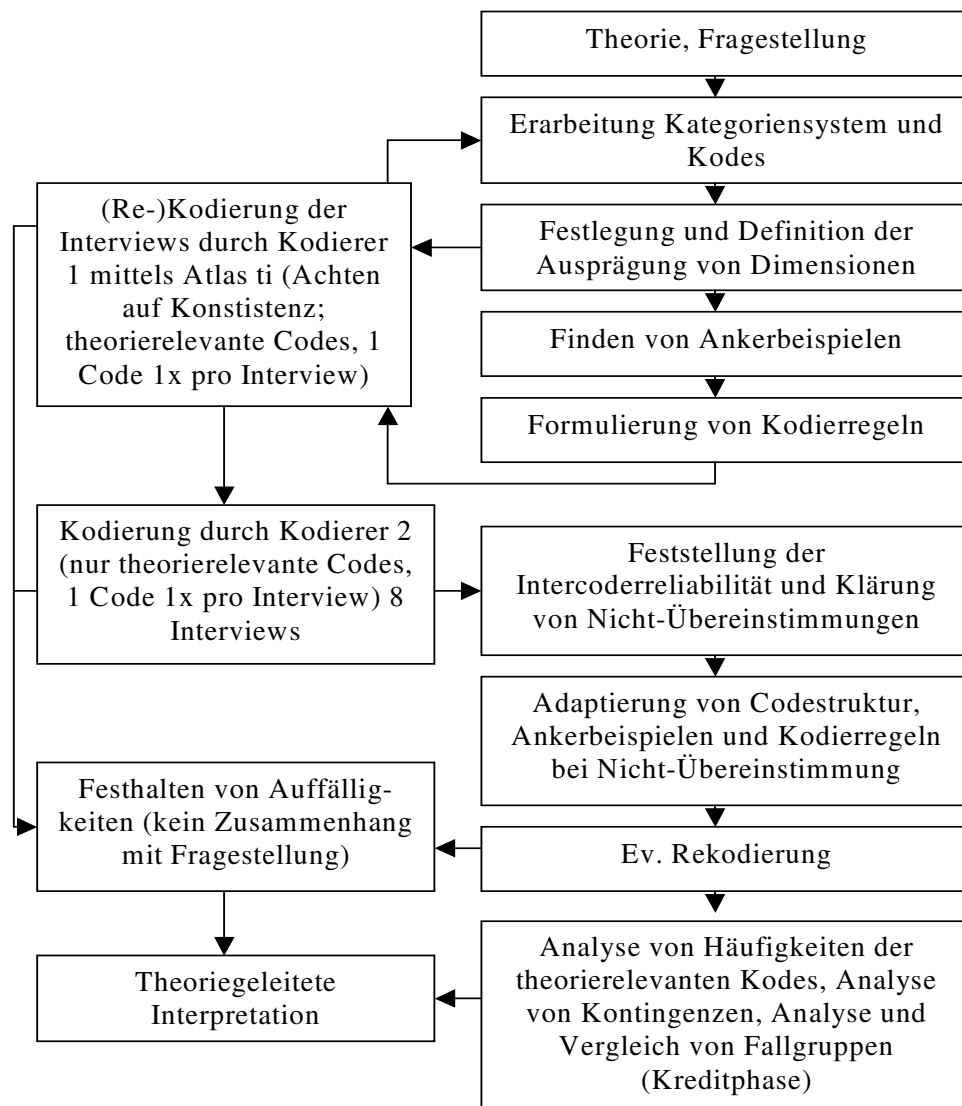 Theorie, Fragestellung
Erarbeitung Kategoriensystem und
Kodes
(Re-)Kodierung der
Interviews durch Kodierer
1 mittels Atlas ti (Achten
auf Konstistenz;
theorierelevante Codes, 1
Code 1x pro Interview)
Festlegung und Definition der
Ausprägung von Dimensionen
Finden von Ankerbeispielen
Formulierung von Kodierregeln
Kodierung durch Kodierer 2
(nur theorierelevante Codes,
1 Code 1x pro Interview) 8
Interviews
Feststellung der
Intercoderreliabilität und Klärung
von Nicht-Übereinstimmungen
Adaptierung von Codestruktur,
Ankerbeispielen und Kodierregeln
bei Nicht-Übereinstimmung
Festhalten von Auffällig-
keiten (kein Zusammenhang
mit Fragestellung)
Ev. Rekodierung
Theoriegeleitete
Interpretation
Analyse von Häufigkeiten der
theorierelevanten Kodes, Analyse
von Kontingenzen, Analyse und
Vergleich von Fallgruppen
(Kreditphase)